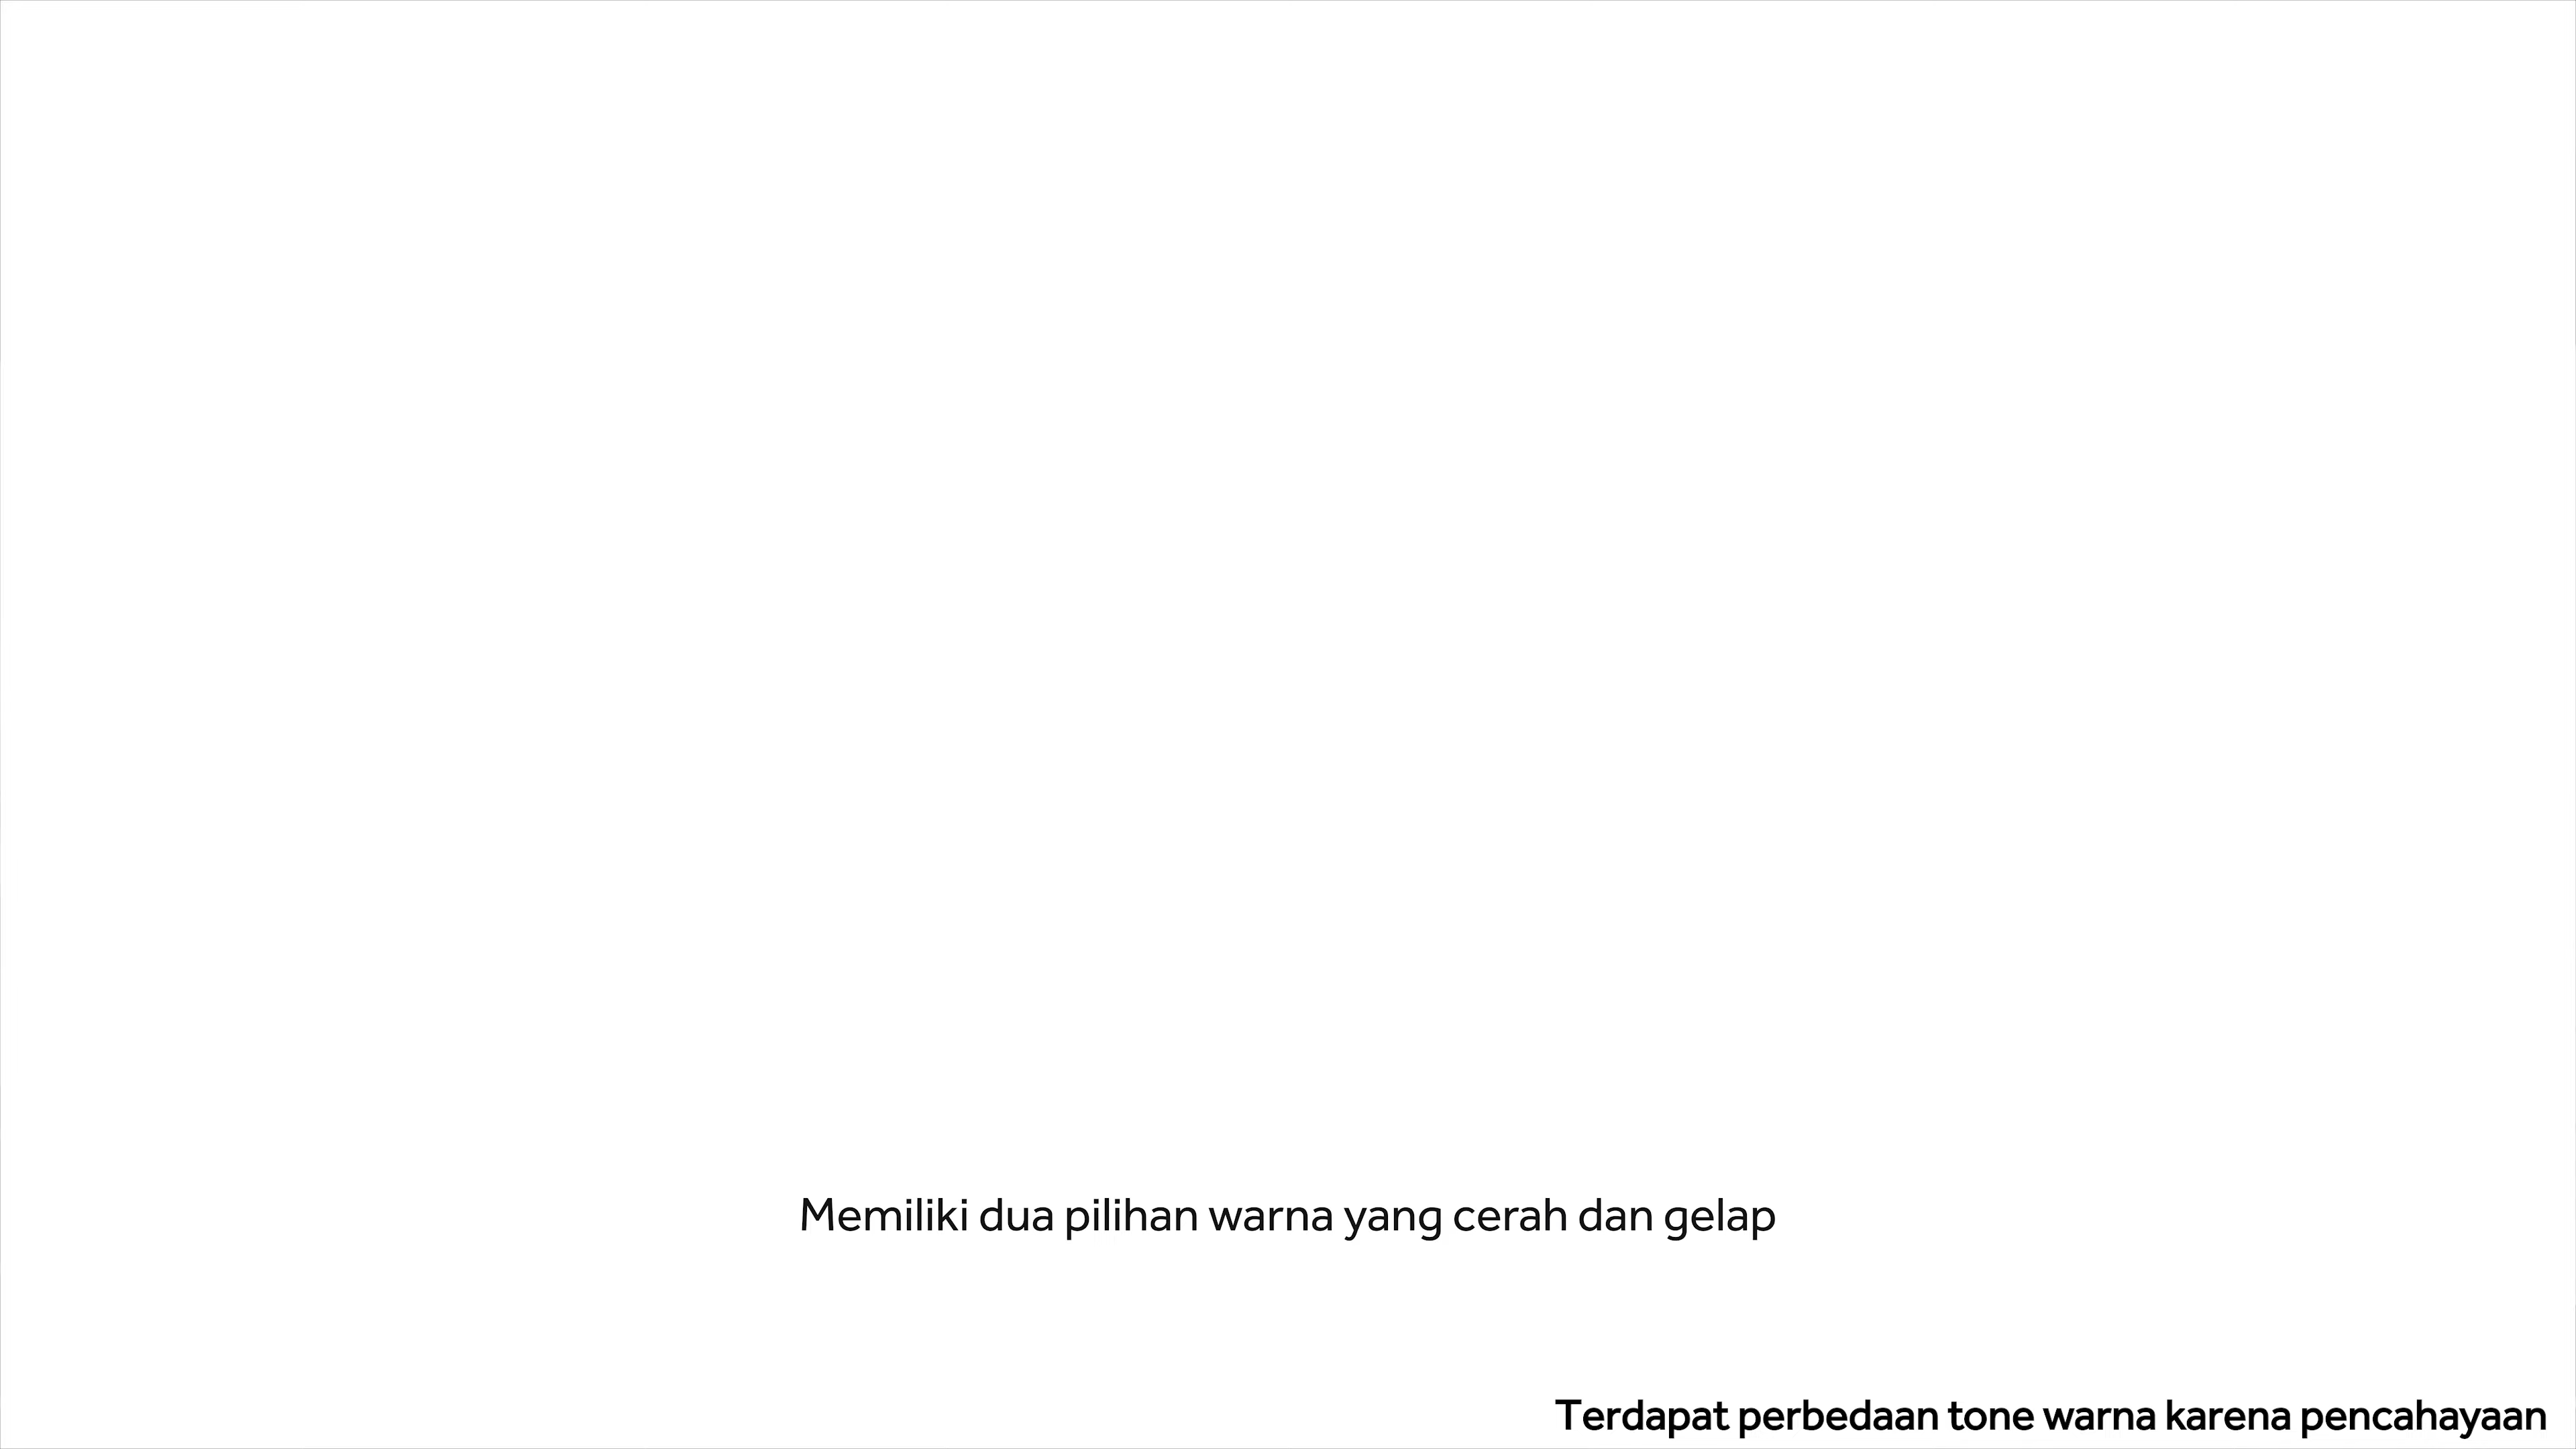 Memiliki dua pilihan warna yang cerah dan gelap
Terdapat perbedaan tone warna karena pencahayaan